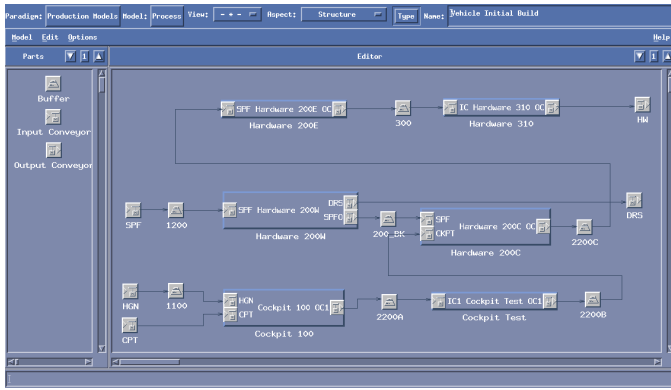 Paradigm: Production Models Model: Process View: - + - Aspect: Structure Type Name: Vehicle Initial Build
Model Edit Options Help
Parts 1 Editor 1
Buffer
Input Conveyor
Output Conveyor
SPF Hardware 200E OC
Hardware 200E
300
IC Hardware 310 OC
Hardware 310
HW
SPF
1200
SPF Hardware 200W
DRS
SPFO
Hardware 200W
200_BK
SPF
CKPT
Hardware 200C OC
Hardware 200C
2200C
DRS
HGN
1100
CPT
HGN
CPT
Cockpit 100 OC1
Cockpit 100
2200A
IC1 Cockpit Test OC1
Cockpit Test
2200B